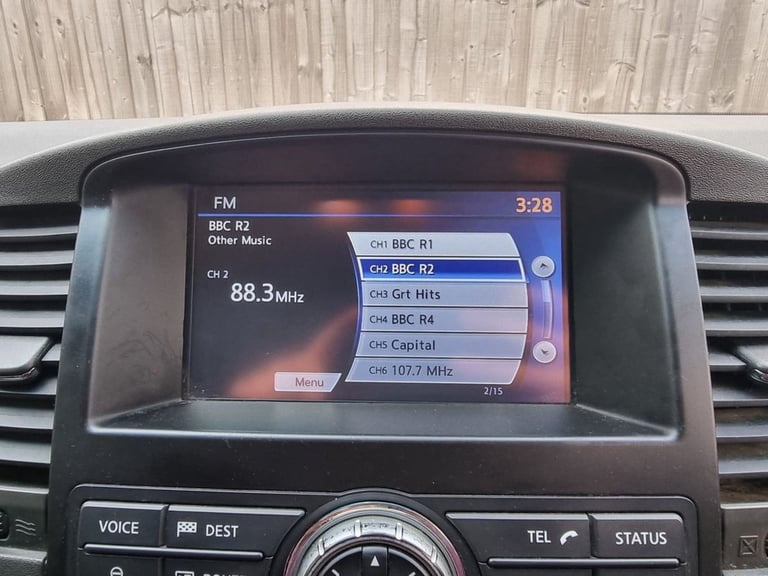 FM 3:28
BBC R2
Other Music
CH 2
88.3MHz
CH1 BBC R1
CH2 BBC R2
CH3 Grt Hits
CH4 BBC R4
CH5 Capital
CH6 107.7 MHz
Menu
2/15
VOICE
DEST
TEL
STATUS